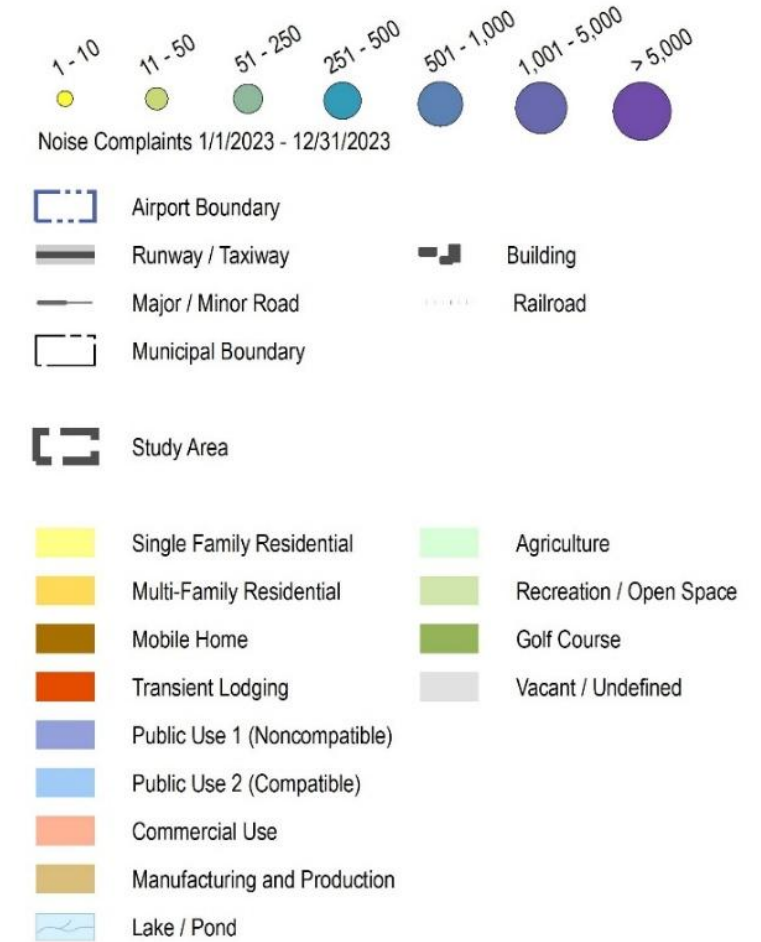 1 - 10
11 - 50
51 - 250
251 - 500
501 - 1,000
1,001 - 5,000
> 5,000
Noise Complaints 1/1/2023 - 12/31/2023
Airport Boundary
Runway / Taxiway
Building
Major / Minor Road
Railroad
Municipal Boundary
Study Area
Single Family Residential
Agriculture
Multi-Family Residential
Recreation / Open Space
Mobile Home
Golf Course
Transient Lodging
Vacant / Undefined
Public Use 1 (Noncompatible)
Public Use 2 (Compatible)
Commercial Use
Manufacturing and Production
Lake / Pond